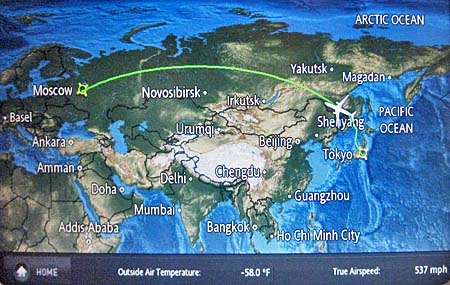 ARCTIC OCEAN
Yakutsk
Magadan
Moscow
Novosibirsk
Irkutsk
PACIFIC
OCEAN
Basel
Shenyang
Urumqi
Ankara
Beijing
Tokyo
Amman
Chengdu
Delhi
Doha
Guangzhou
Mumbai
Addis
Ababa
Bangkok
Ho Chi Minh City
HOME
Outside Air Temperature:
-58.0 °F
True Airspeed:
537 mph